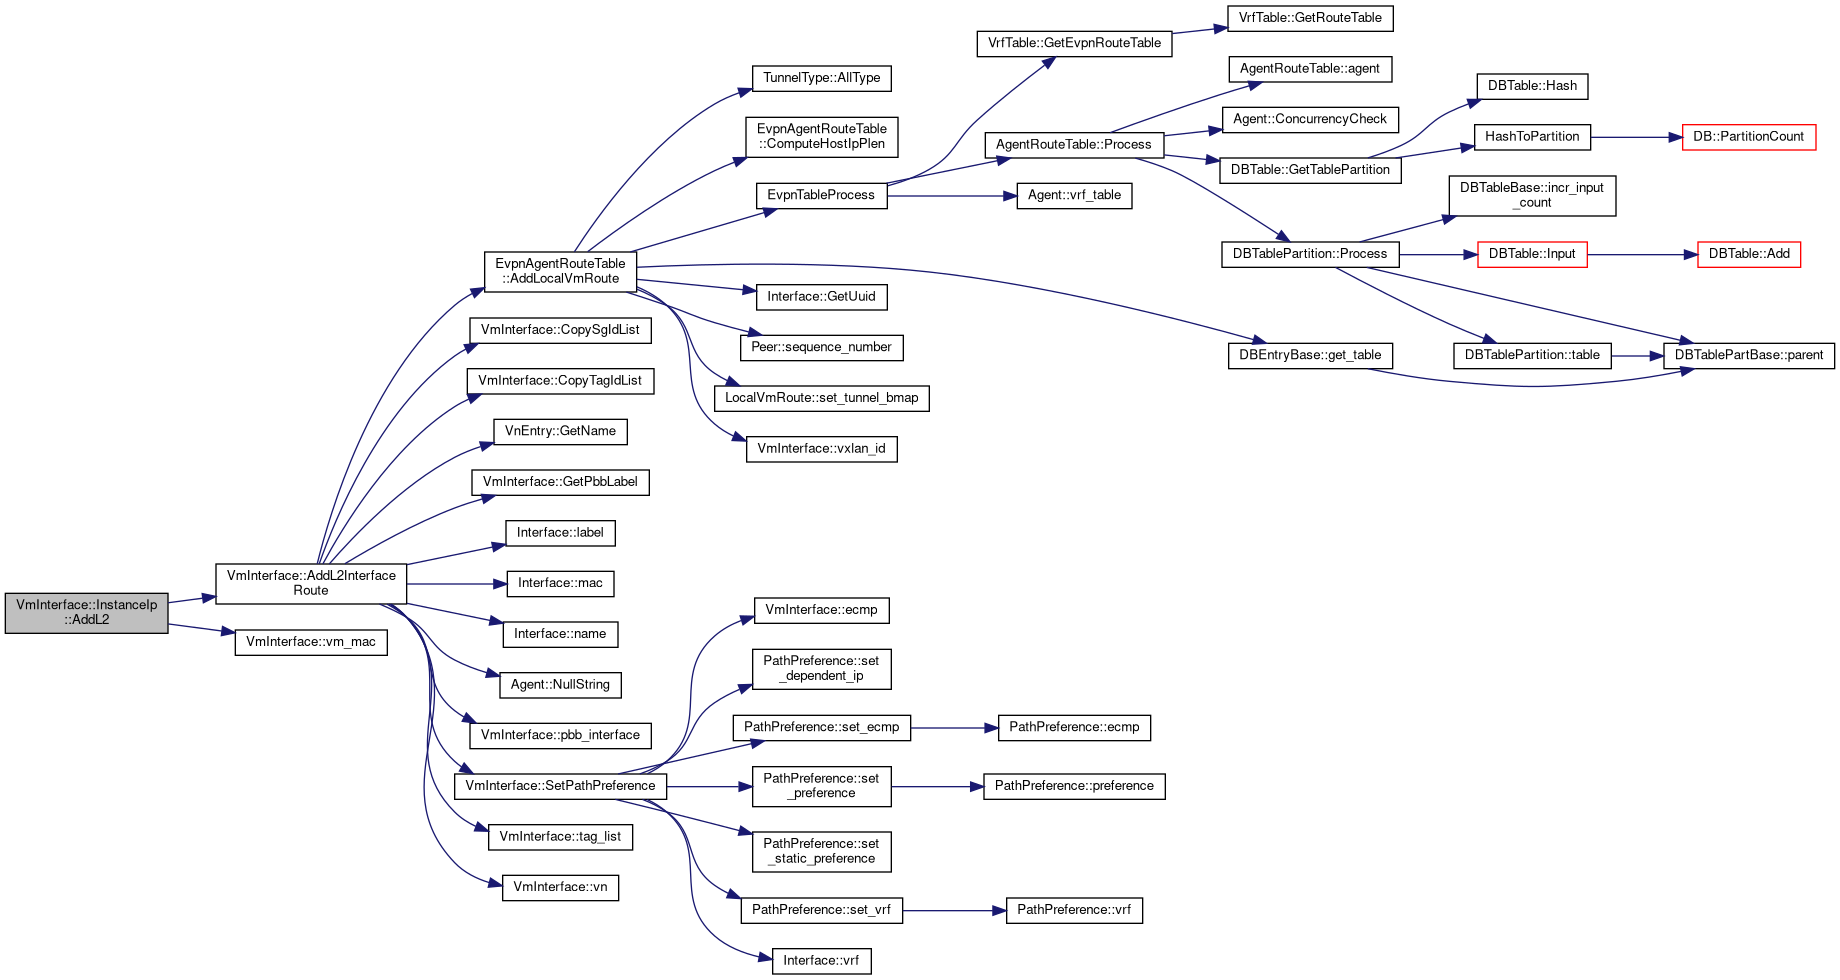 VmInterface::InstanceIp
::AddL2
VmInterface::AddL2Interface
Route
VmInterface::vm_mac
EvpnAgentRouteTable
::AddLocalVmRoute
VmInterface::CopySgIdList
VmInterface::CopyTagIdList
VnEntry::GetName
VmInterface::GetPbbLabel
Interface::label
Interface::mac
Interface::name
Agent::NullString
VmInterface::pbb_interface
VmInterface::SetPathPreference
VmInterface::tag_list
VmInterface::vn
TunnelType::AllType
EvpnAgentRouteTable
::ComputeHostIpPlen
EvpnTableProcess
Interface::GetUuid
Peer::sequence_number
LocalVmRoute::set_tunnel_bmap
VmInterface::vxlan_id
VmInterface::ecmp
PathPreference::set
_dependent_ip
PathPreference::set_ecmp
PathPreference::set
_preference
PathPreference::set
_static_preference
PathPreference::set_vrf
Interface::vrf
VrfTable::GetEvpnRouteTable
AgentRouteTable::Process
Agent::vrf_table
PathPreference::ecmp
PathPreference::preference
PathPreference::vrf
VrfTable::GetRouteTable
AgentRouteTable::agent
Agent::ConcurrencyCheck
DBTable::GetTablePartition
DBTablePartition::Process
DBEntryBase::get_table
DBTable::Hash
HashToPartition
DBTableBase::incr_input
_count
DBTable::Input
DBTablePartition::table
DB::PartitionCount
DBTable::Add
DBTablePartBase::parent